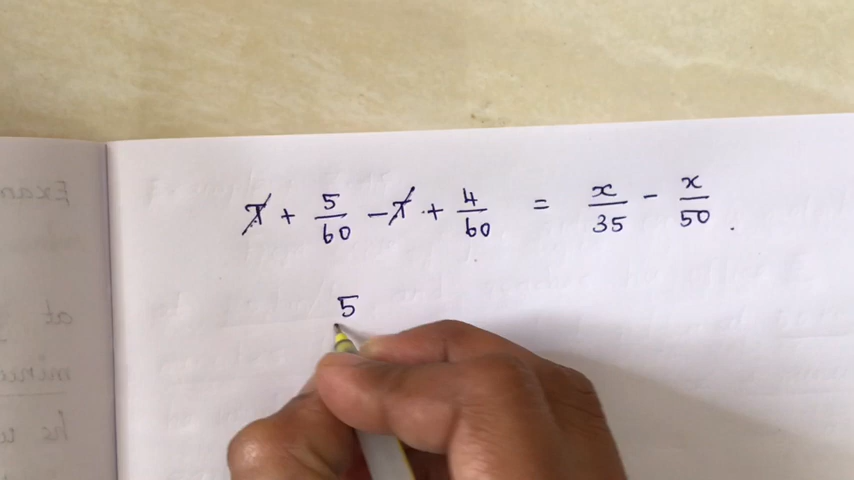 T + 5/60 - T + 4/60 = x/35 - x/50 .
5